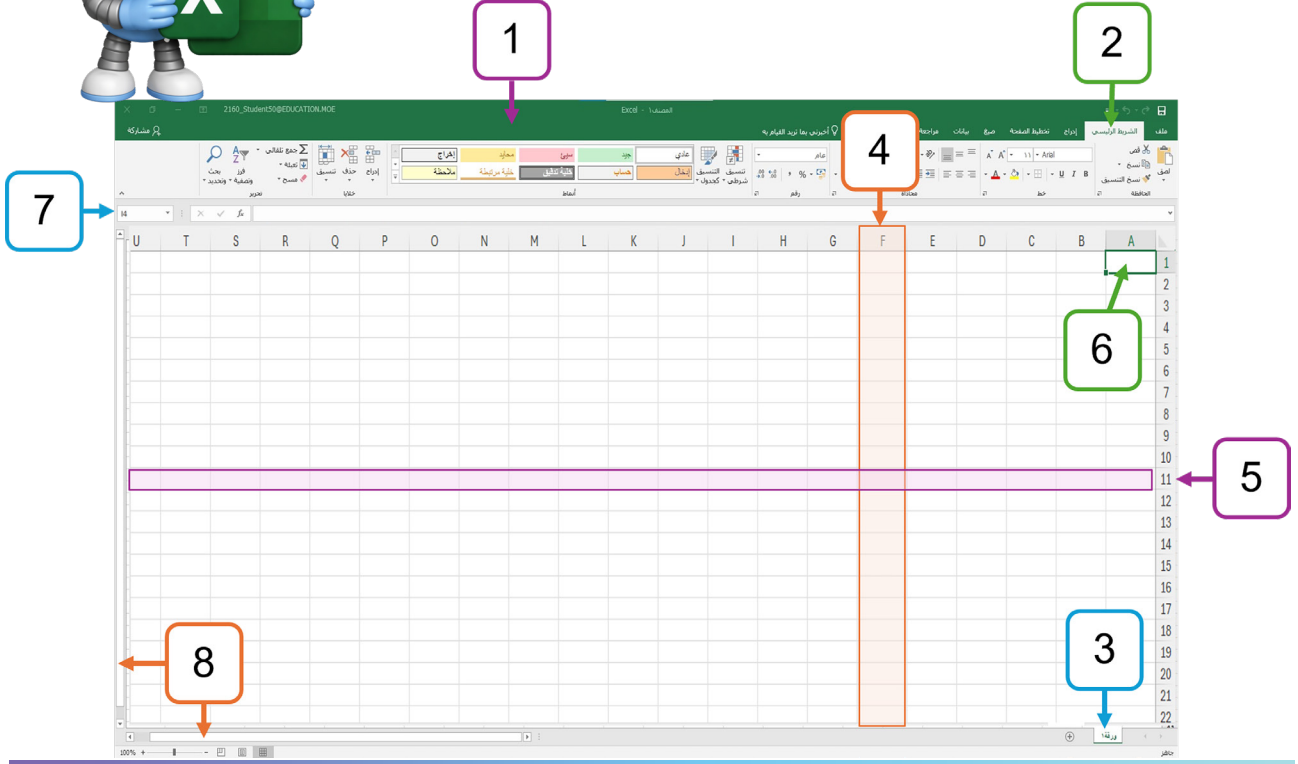 X
1
2
2160_Student50@EDUCATION.MOE
المصنف1 - Excel
ملف الشريط الرئيسي إدراج تخطيط الصفحة صيغ بيانات مراجعة
أخبرني بما تريد القيام به
مشاركة
4
قص
نسخ
نسخ التنسيق
لصق
الحافظة
Arial ١١
B I U
خط
محاذاة
عام
%
رقم
تنسيق شرطي
التنسيق كجدول
عادي جيد سيئ محايد إخراج
إدخال حساب خلية تدقيق خلية مرتبطة ملاحظة
أنماط
إدراج حذف تنسيق
خلايا
جمع تلقائي
تعبئة
مسح
فرز وتصفية
بحث وتحديد
تحرير
7
I4
fx
A B C D E F G H I J K L M N O P Q R S T U
1
2
3
4
5
6
7
8
9
10
11
12
13
14
15
16
17
18
19
20
21
22
6
5
8
3
ورقة١
جاهز
100%